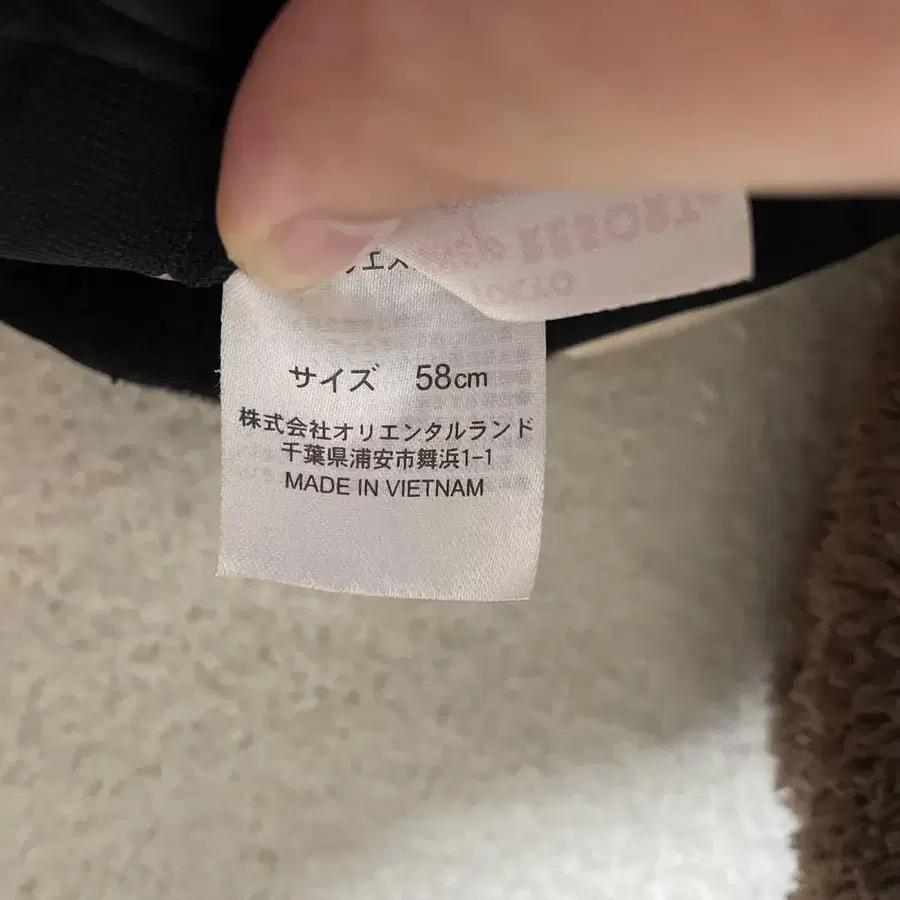 サイズ 58cm
株式会社オリエンタルランド
千葉県浦安市舞浜1-1
MADE IN VIETNAM
RESORT